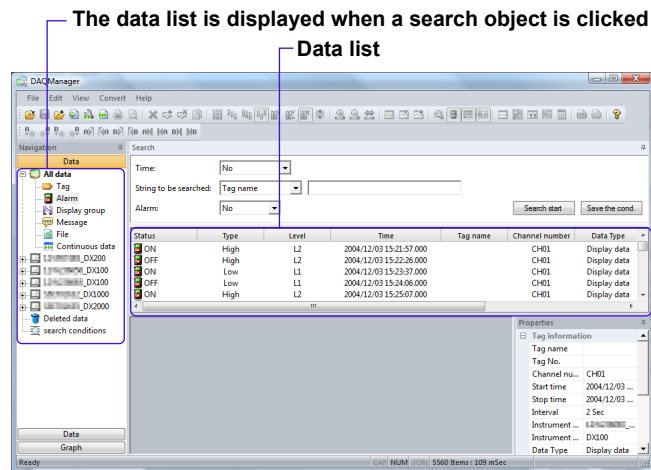 The data list is displayed when a search object is clicked
Data list
DAQManager
File Edit View Convert Help
Navigation
Data
All data
Tag
Alarm
Display group
Message
File
Continuous data
_DX200
_DX100
_DX100
_DX1000
_DX2000
Deleted data
search conditions
Data
Graph
Search
Time: No
String to be searched: Tag name
Alarm: No Search start Save the cond.
Status Type Level Time Tag name Channel number Data Type
ON High L2 2004/12/03 15:21:57.000 CH01 Display data
OFF High L2 2004/12/03 15:22:26.000 CH01 Display data
ON Low L1 2004/12/03 15:23:37.000 CH01 Display data
OFF Low L1 2004/12/03 15:24:06.000 CH01 Display data
ON High L2 2004/12/03 15:25:07.000 CH01 Display data
Properties
Tag information
Tag name
Tag No.
Channel nu... CH01
Start time 2004/12/03 ...
Stop time 2004/12/03 ...
Interval 2 Sec
Instrument ...
Instrument ... DX100
Data Type Display data
Ready CAP NUM SCRL 5560 Items : 109 mSec